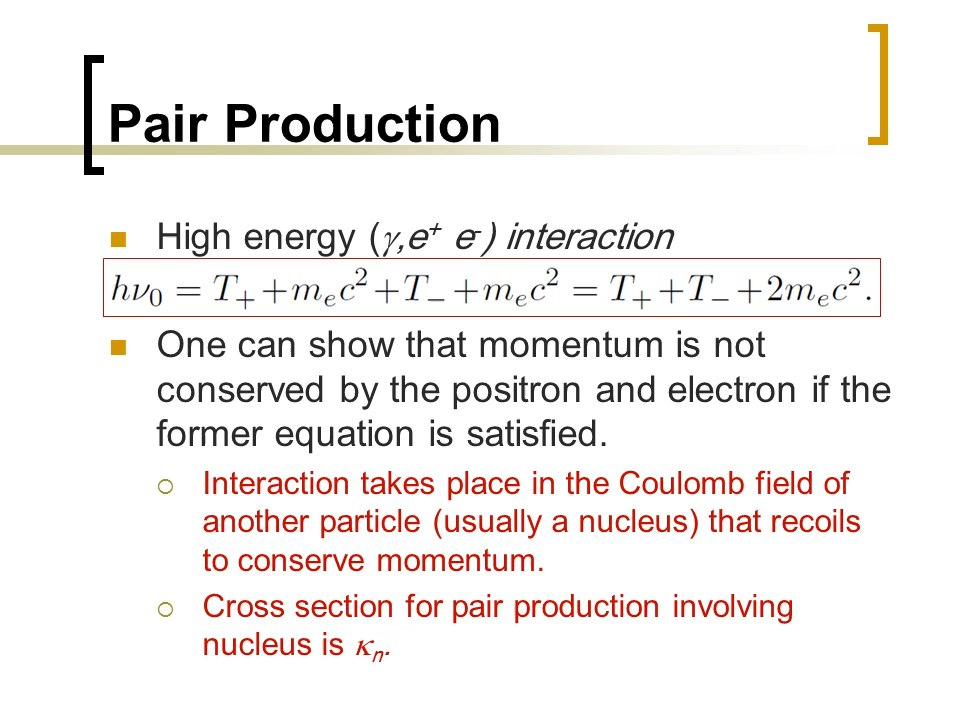 Pair Production
High energy (γ,e⁺ e⁻) interaction
hν₀ = T₊ + mₑc² + T₋ + mₑc² = T₊ + T₋ + 2mₑc².
One can show that momentum is not
conserved by the positron and electron if the
former equation is satisfied.
Interaction takes place in the Coulomb field of
another particle (usually a nucleus) that recoils
to conserve momentum.
Cross section for pair production involving
nucleus is κₙ.